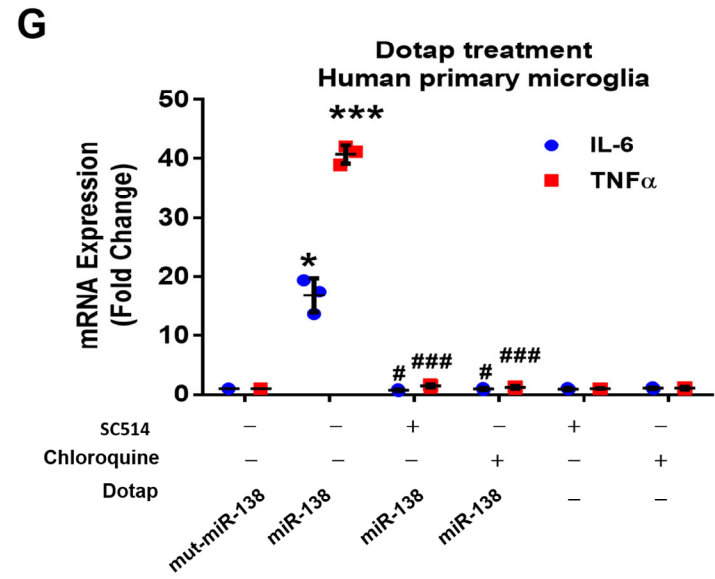 G
Dotap treatment
Human primary microglia
mRNA Expression
(Fold Change)
50
40
30
20
10
0
***
*
# ###
# ###
IL-6
TNFα
SC514 − − + − + −
Chloroquine − − − + − +
Dotap mut-miR-138 miR-138 miR-138 miR-138 − −